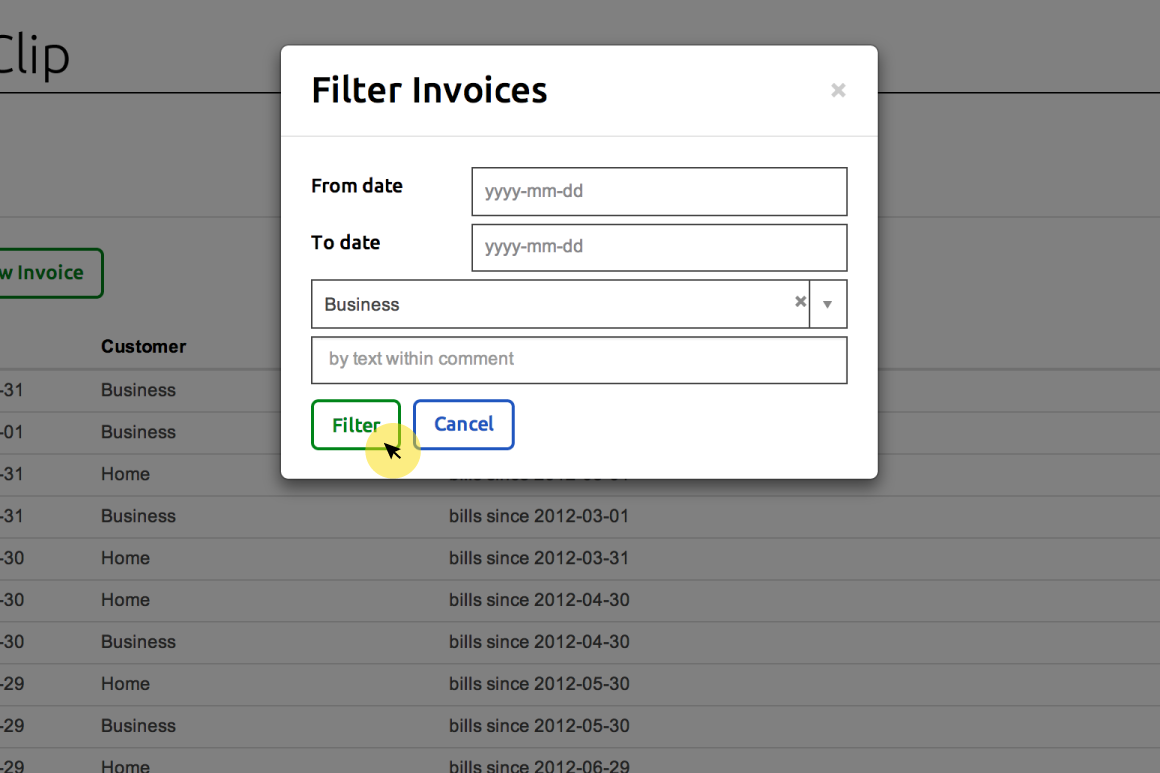 Clip
Filter Invoices
From date yyyy-mm-dd
To date yyyy-mm-dd
Business
by text within comment
Filter Cancel
Invoice
Customer
-31 Business
-01 Business
-31 Home
-31 Business bills since 2012-03-01
-30 Home bills since 2012-03-31
-30 Home bills since 2012-04-30
-30 Business bills since 2012-04-30
-29 Home bills since 2012-05-30
-29 Business bills since 2012-05-30
-29 Home bills since 2012-06-29